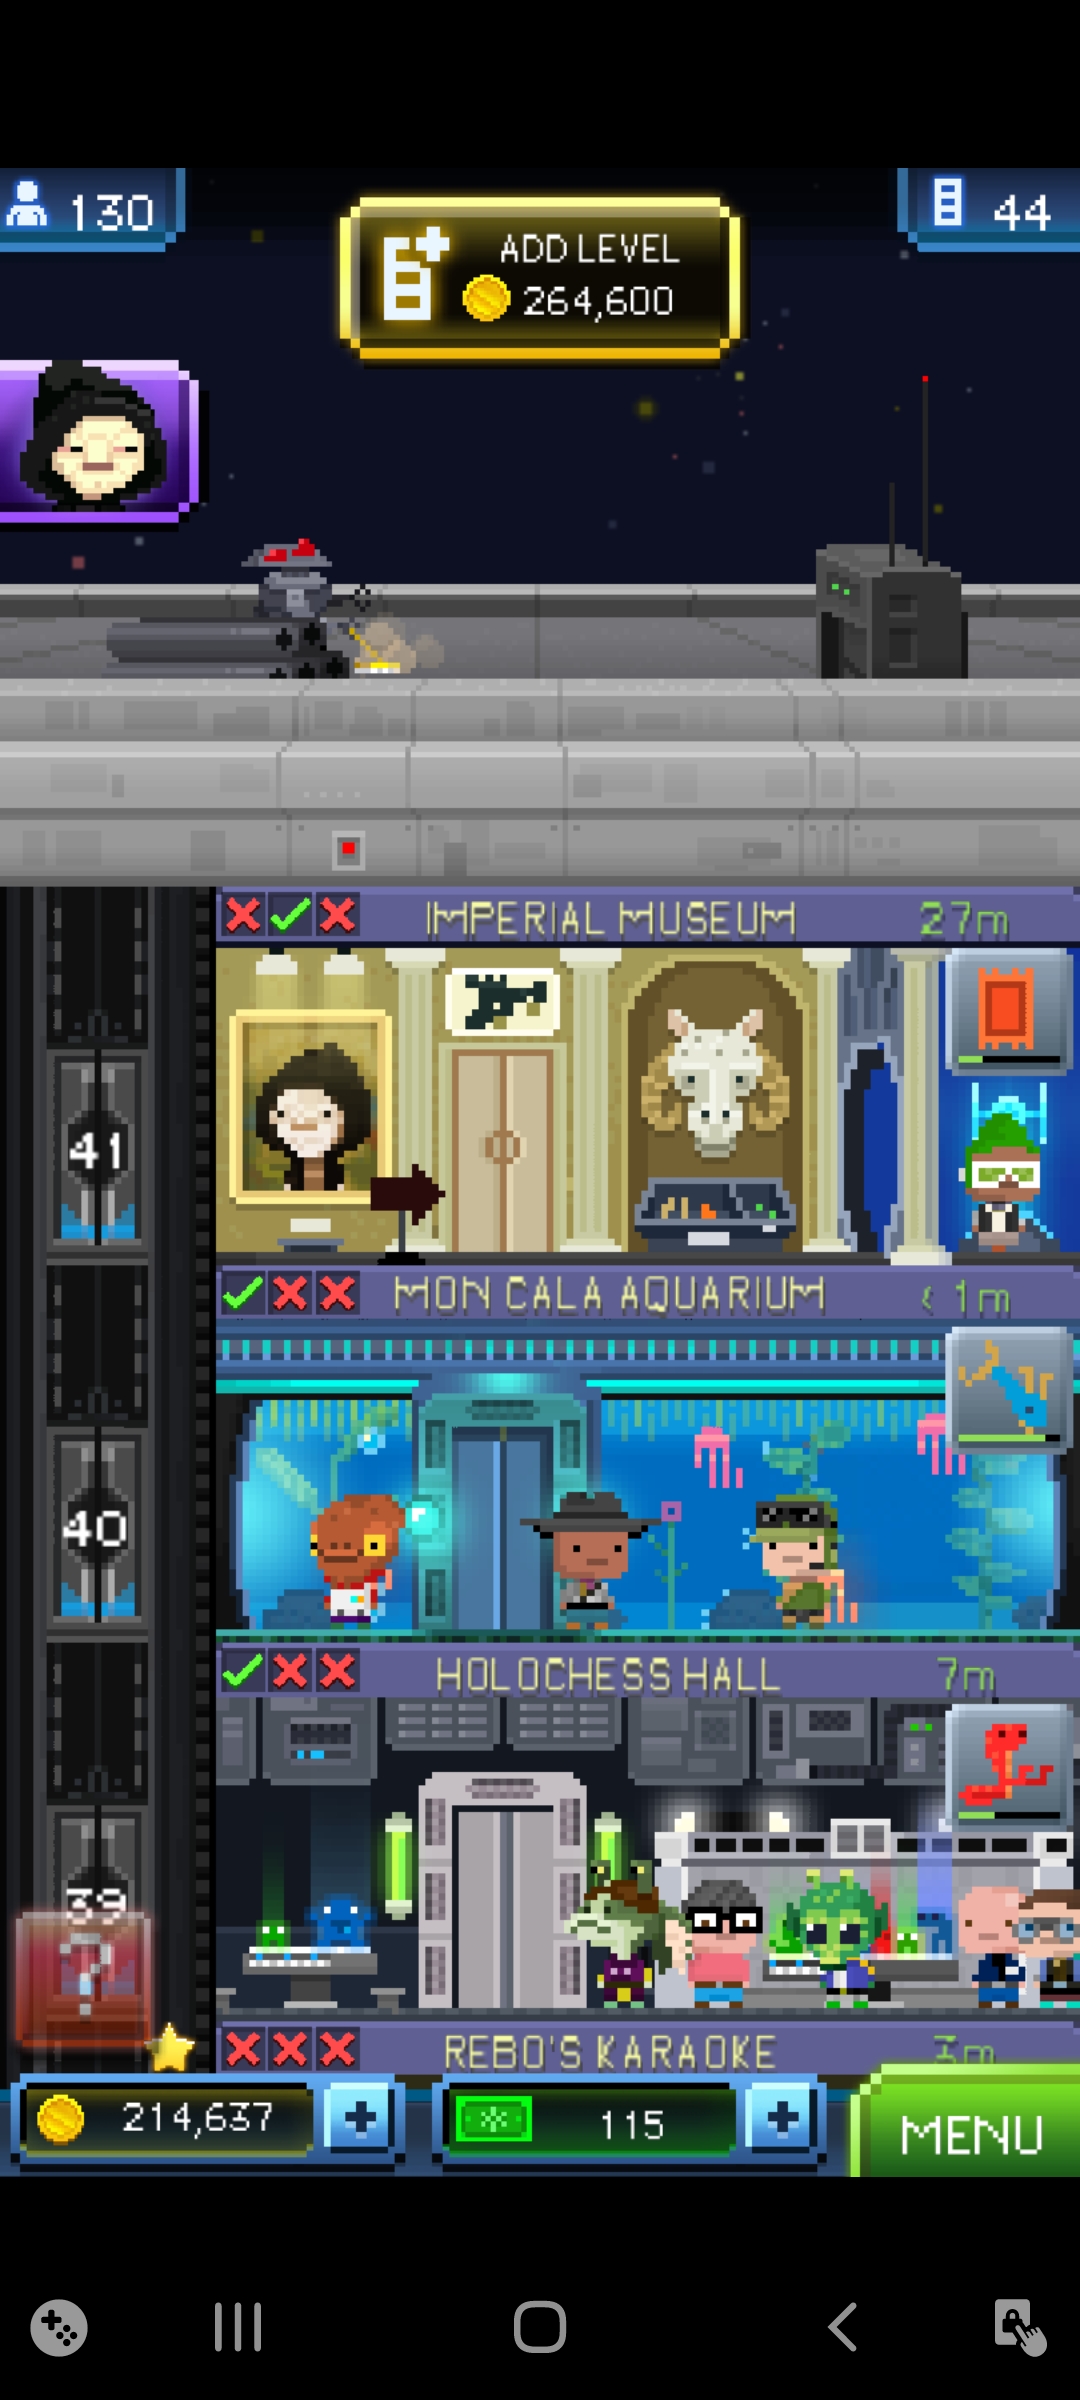 130
44
ADD LEVEL
264,600
IMPERIAL MUSEUM 27m
41
MON CALA AQUARIUM < 1m
40
HOLOCHESS HALL 7m
39
?
REBO'S KARAOKE 3m
214,637 + 115 + MENU